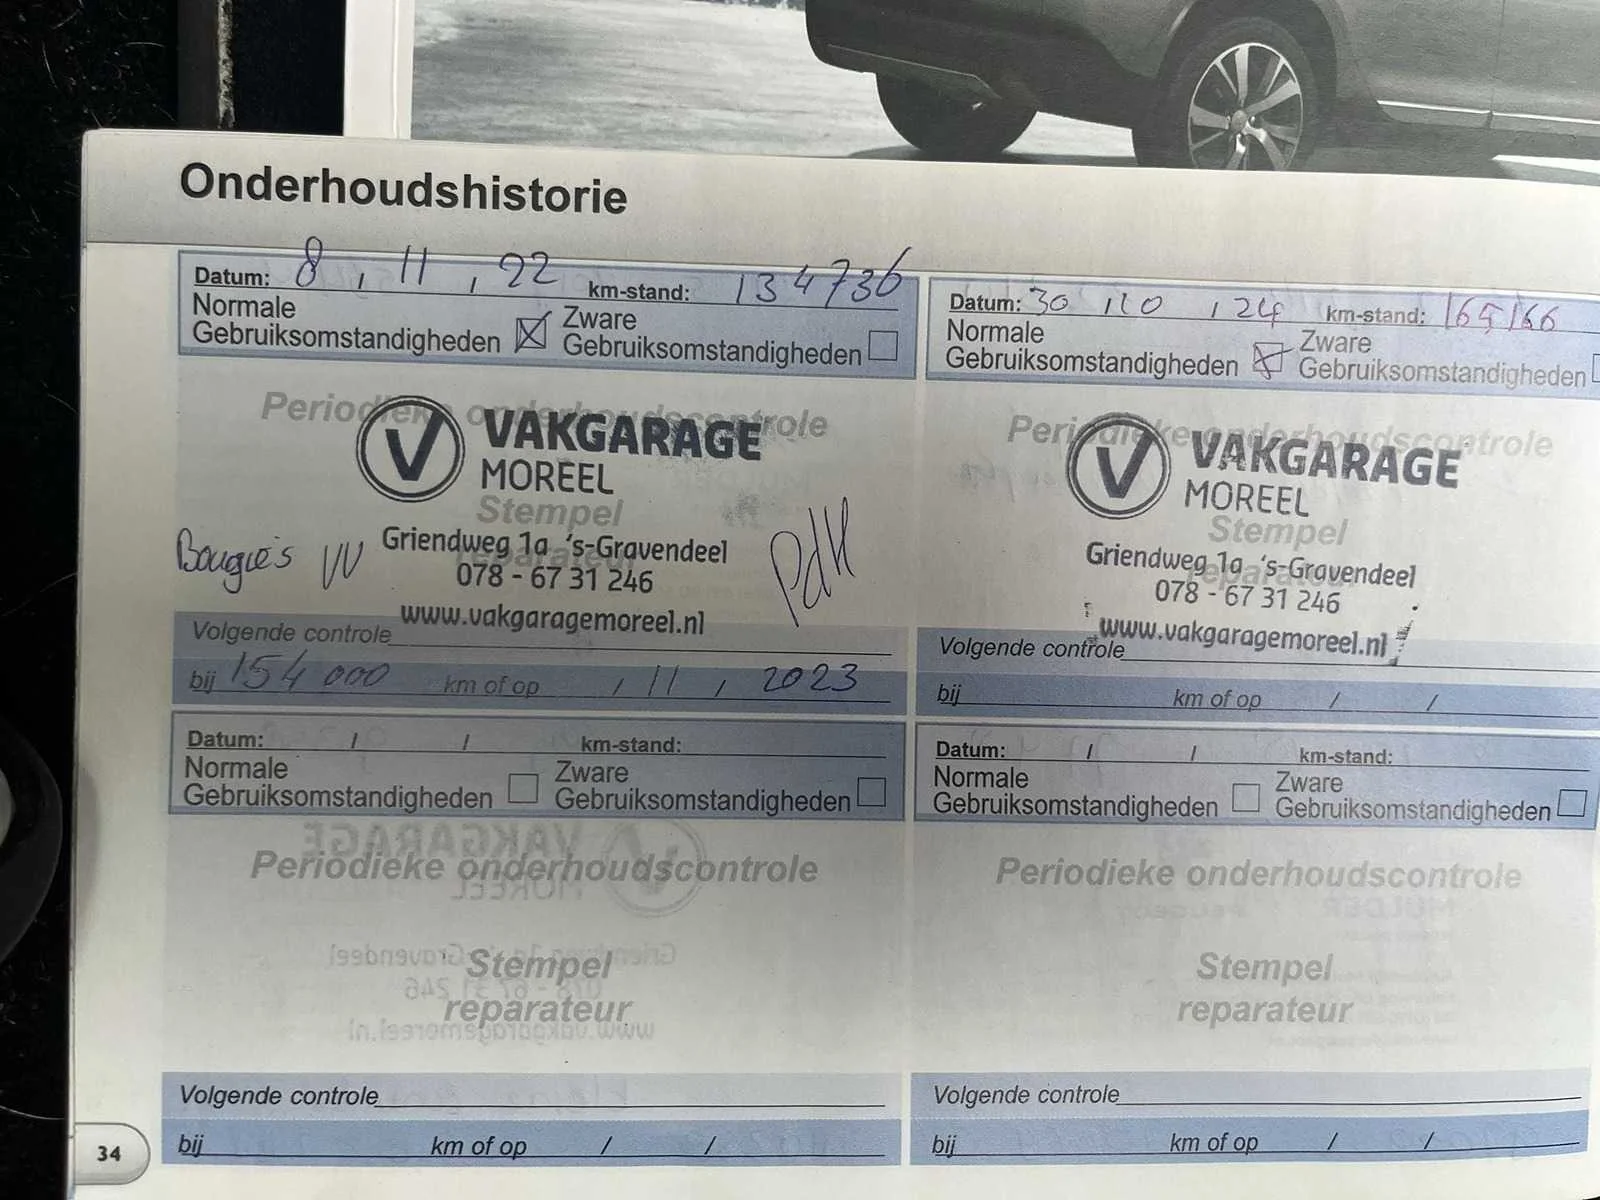 Onderhoudshistorie
Datum: 8 , 11 , 22 km-stand: 134736
Normale
Gebruiksomstandigheden
Zware
Gebruiksomstandigheden
Periodieke onderhoudscontrole
VAKGARAGE
MOREEL
Stempel
reparateur
Griendweg 1a 's-Gravendeel
078 - 67 31 246
www.vakgaragemoreel.nl
Bougie's VV
PdH
Volgende controle
bij 154 000 km of op / 11 / 2023
Datum: 30 , 10 , 24 km-stand: 165166
Normale
Gebruiksomstandigheden
Zware
Gebruiksomstandigheden
Periodieke onderhoudscontrole
VAKGARAGE
MOREEL
Stempel
reparateur
Griendweg 1a 's-Gravendeel
078 - 67 31 246
www.vakgaragemoreel.nl
Volgende controle
bij km of op / /
Datum: / / km-stand:
Normale
Gebruiksomstandigheden
Zware
Gebruiksomstandigheden
Periodieke onderhoudscontrole
Stempel
reparateur
Volgende controle
bij km of op / /
Datum: / / km-stand:
Normale
Gebruiksomstandigheden
Zware
Gebruiksomstandigheden
Periodieke onderhoudscontrole
Stempel
reparateur
Volgende controle
bij km of op / /
34